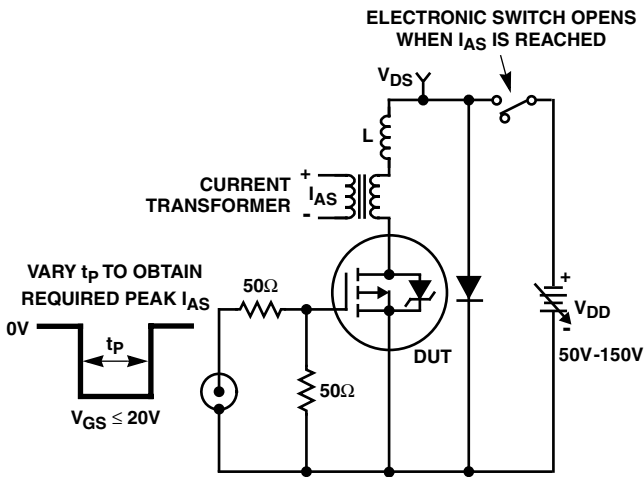 ELECTRONIC SWITCH OPENS
WHEN IAS IS REACHED
VDS
L
+
CURRENT
TRANSFORMER
IAS
-
VARY tP TO OBTAIN
REQUIRED PEAK IAS
50Ω
0V
tP
+
VDD
-
DUT
50V-150V
50Ω
VGS ≤ 20V